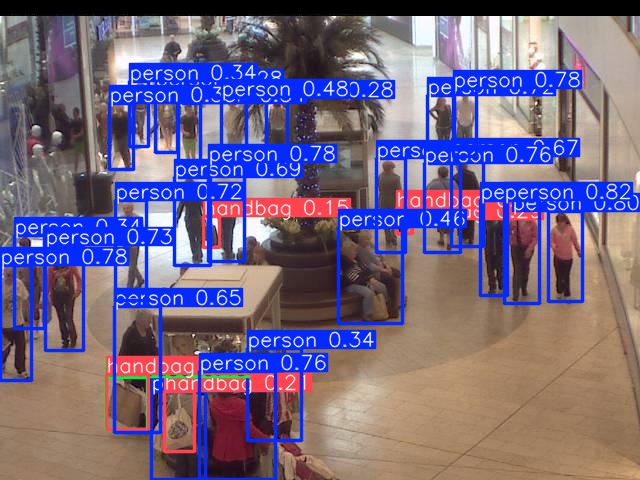 person 0.34
person 0.48
0.28
person 0.78
person 0.78
person 0.69
0.67
person 0.76
person 0.72
handbag 0.15
person 0.82
person 0.46
0.34
person 0.73
person 0.78
person 0.65
person 0.34
handbag
person 0.76
handbag 0.21